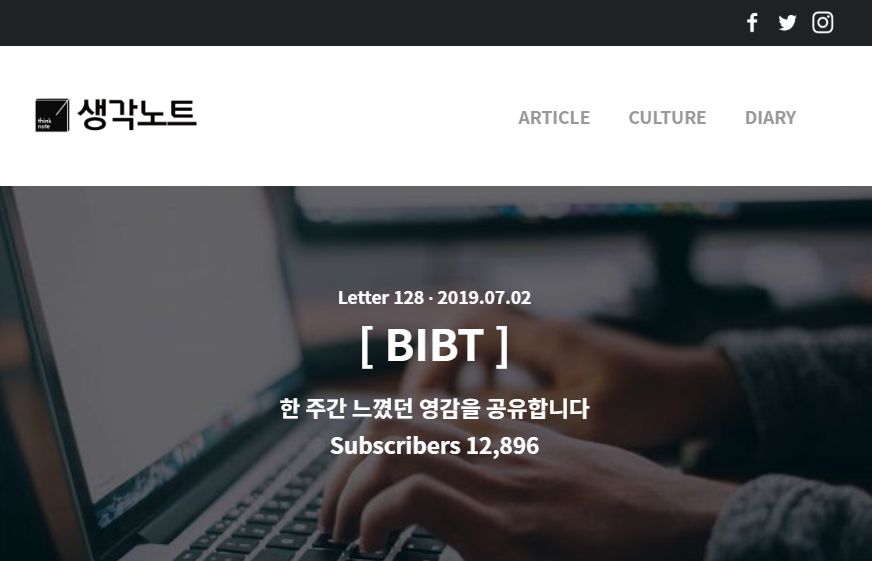 think
note
생각노트
ARTICLE CULTURE DIARY
Letter 128 · 2019.07.02
[ BIBT ]
한 주간 느꼈던 영감을 공유합니다
Subscribers 12,896